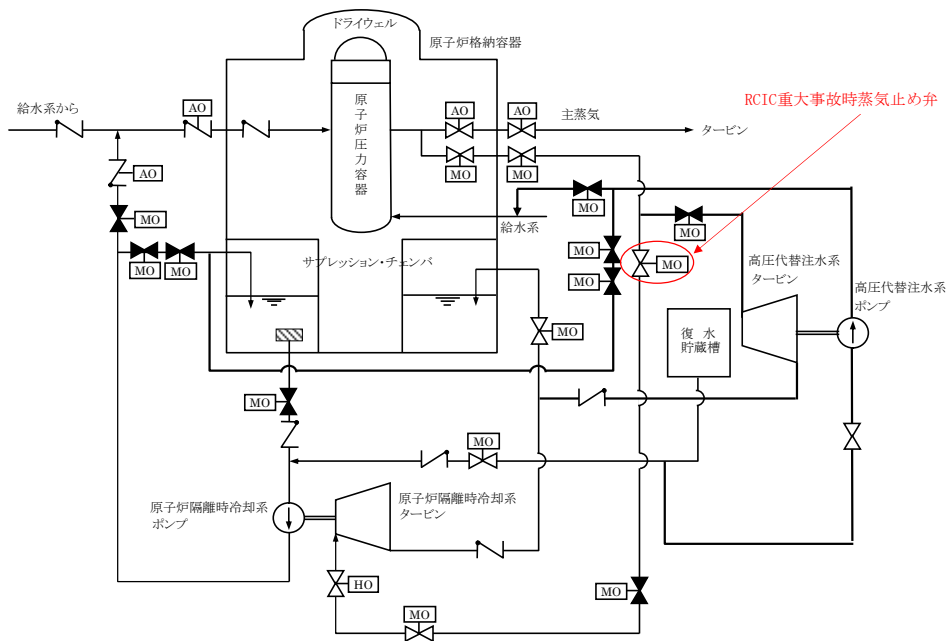 ドライウェル
原子炉格納容器
RCIC重大事故時蒸気止め弁
給水系から
AO
AO
AO
主蒸気
タービン
原子炉圧力容器
MO
MO
AO
MO
MO
MO
給水系
MO
MO
MO
MO
MO
MO
サプレッション・チェンバ
高圧代替注水系
タービン
高圧代替注水系
ポンプ
MO
復水
貯蔵槽
MO
MO
原子炉隔離時冷却系
ポンプ
原子炉隔離時冷却系
タービン
HO
MO
MO